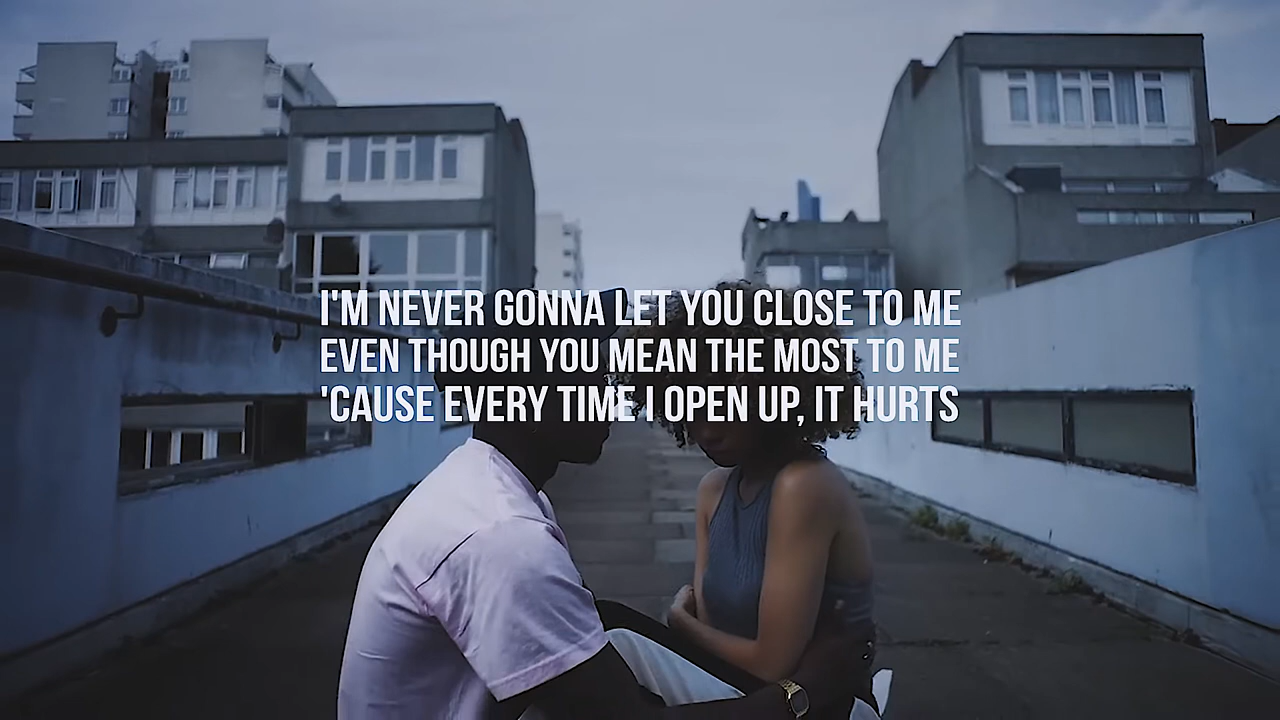 I'M NEVER GONNA LET YOU CLOSE TO ME
EVEN THOUGH YOU MEAN THE MOST TO ME
'CAUSE EVERY TIME I OPEN UP, IT HURTS